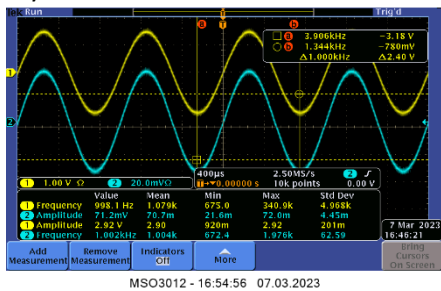 Tek Run Trig'd
a T b
a 3.906kHz -3.18 V
b 1.344kHz -780mV
Δ1.000kHz Δ2.40 V
1
2
1 1.00 V Ω 2 20.0mVΩ 400µs 2.50MS/s 2
T→▼0.00000 s 10k points 0.00 V
Value Mean Min Max Std Dev
1 Frequency 998.1 Hz 1.079k 675.0 340.9k 4.968k
2 Amplitude 71.2mV 70.7m 21.6m 72.0m 4.45m
1 Amplitude 2.92 V 2.90 920m 2.92 201m
2 Frequency 1.002kHz 1.004k 672.4 1.976k 62.59
7 Mar 2023
16:46:21
Add Measurement
Remove Measurement
Indicators Off
More
Bring Cursors On Screen
MSO3012 - 16:54:56 07.03.2023